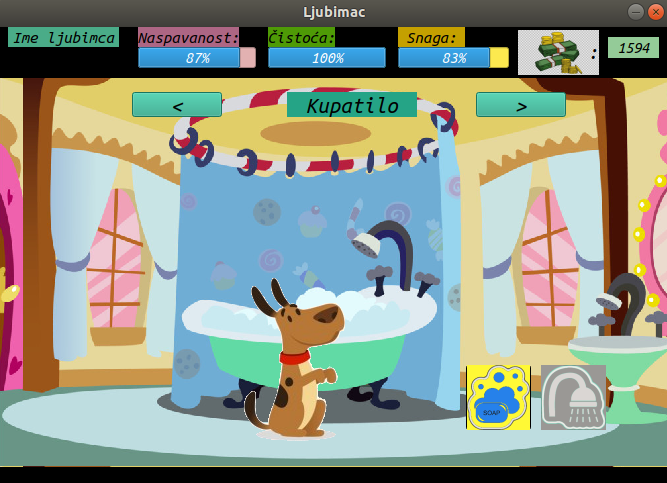 Ljubimac
Ime ljubimca
Naspavanost:
Čistoća:
Snaga:
87%
100%
83%
:
1594
<
Kupatilo
>
SOAP